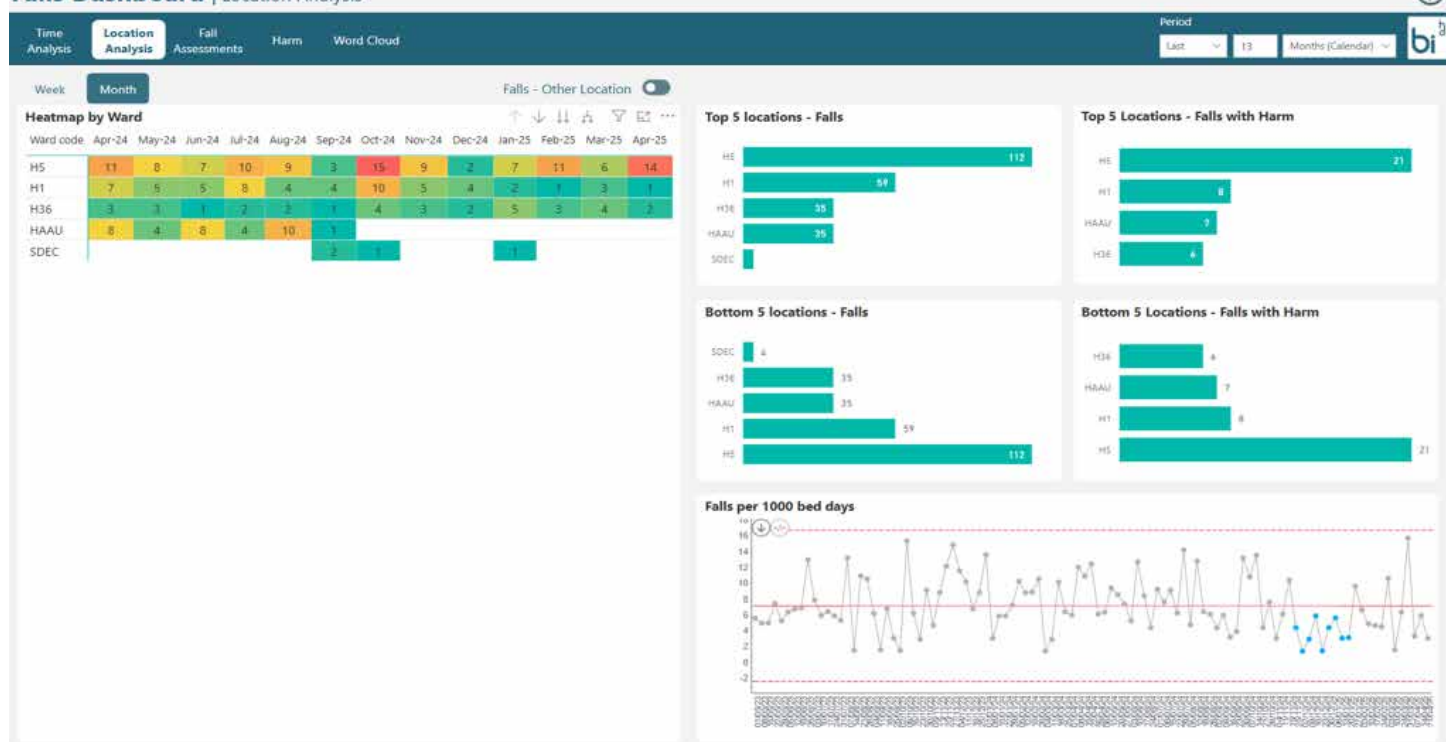 Time Analysis
Location Analysis
Fall Assessments
Harm
Word Cloud
Period
Last
13
Months (Calendar)
bi
Week
Month
Falls - Other Location
Heatmap by Ward
Ward code Apr-24 May-24 Jun-24 Jul-24 Aug-24 Sep-24 Oct-24 Nov-24 Dec-24 Jan-25 Feb-25 Mar-25 Apr-25
H5 11 8 7 10 9 3 15 9 2 7 11 6 14
H1 7 5 5 8 4 4 10 5 4 2 1 3 1
H36 3 3 1 2 2 1 4 3 2 5 3 4 2
HAAU 8 4 8 4 10 1
SDEC 2 1 1
Top 5 locations - Falls
H5 112
H1 59
H36 35
HAAU 35
SDEC
Top 5 Locations - Falls with Harm
H5 21
H1 8
HAAU 7
H36 6
Bottom 5 locations - Falls
SDEC 4
H36 35
HAAU 35
H1 59
H5 112
Bottom 5 Locations - Falls with Harm
H36 6
HAAU 7
H1 8
H5 21
Falls per 1000 bed days
16
14
12
10
8
6
4
2
0
-2